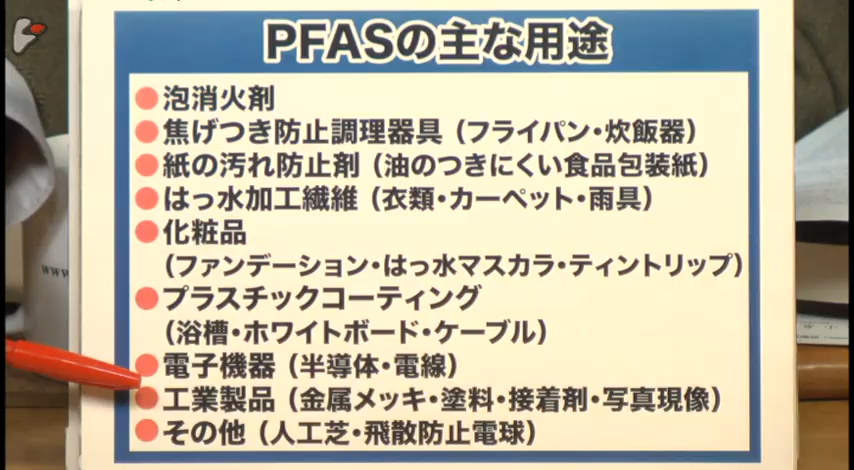 PFASの主な用途
●泡消火剤
●焦げつき防止調理器具（フライパン・炊飯器）
●紙の汚れ防止剤（油のつきにくい食品包装紙）
●はっ水加工繊維（衣類・カーペット・雨具）
●化粧品
（ファンデーション・はっ水マスカラ・ティントリップ）
●プラスチックコーティング
（浴槽・ホワイトボード・ケーブル）
●電子機器（半導体・電線）
●工業製品（金属メッキ・塗料・接着剤・写真現像）
●その他（人工芝・飛散防止電球）
www